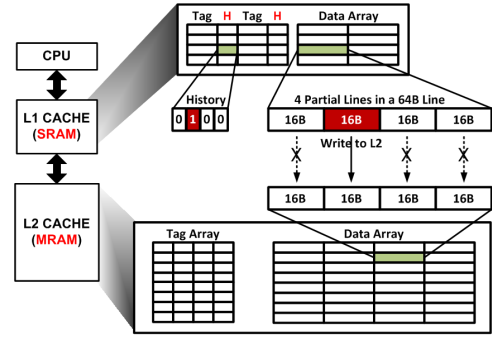 Tag H Tag H Data Array
CPU
L1 CACHE
(SRAM)
History
0 1 0 0
4 Partial Lines in a 64B Line
16B 16B 16B 16B
Write to L2
X X X
16B 16B 16B 16B
L2 CACHE
(MRAM)
Tag Array Data Array